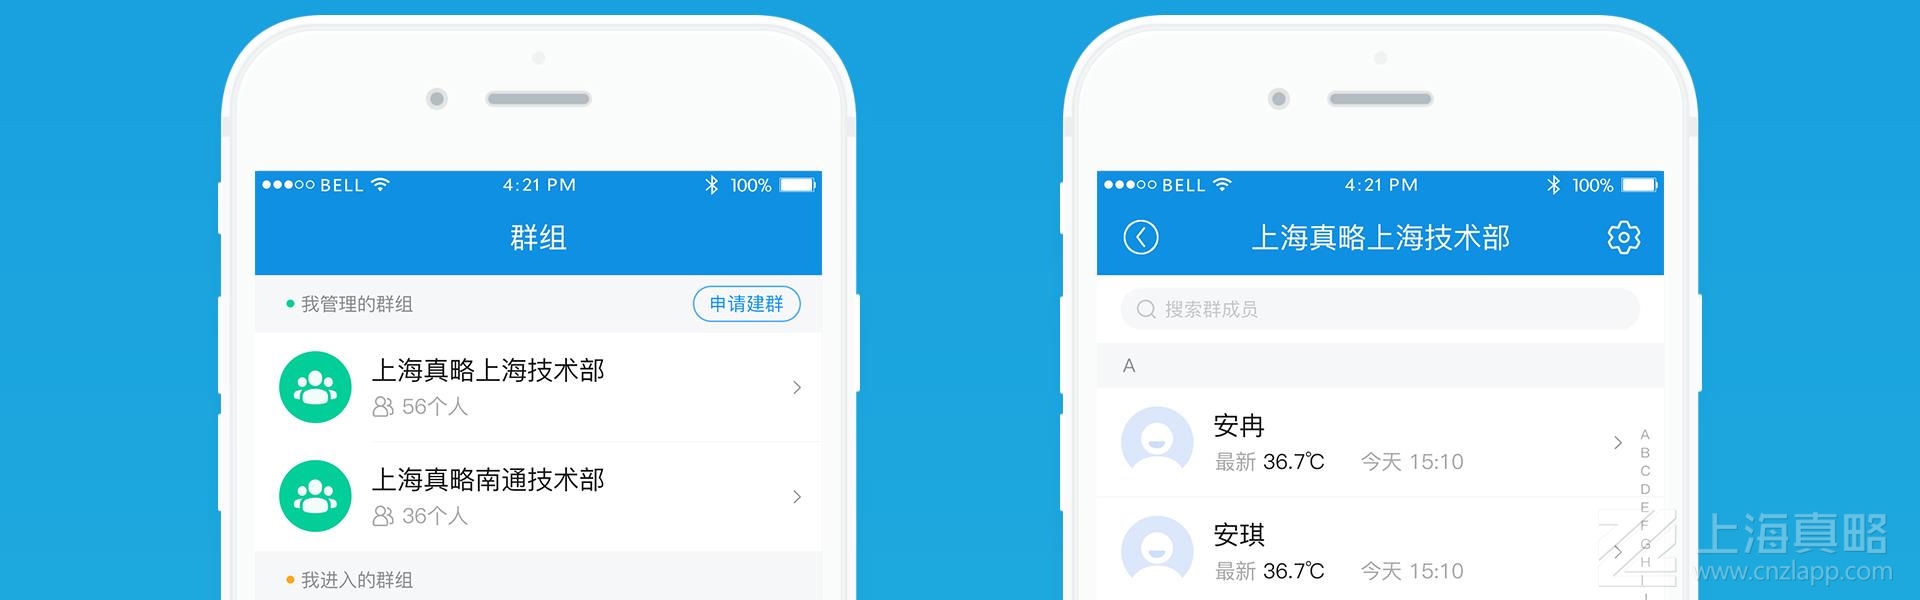 BELL 4:21 PM 100%
群组
我管理的群组 申请建群
上海真略上海技术部
56个人
上海真略南通技术部
36个人
我进入的群组
BELL 4:21 PM 100%
上海真略上海技术部
搜索群成员
A
安冉
最新 36.7℃ 今天 15:10
安琪
最新 36.7℃ 今天 15:10
A
B
C
D
E
F
G
H
I
上海真略
www.cnzlapp.com